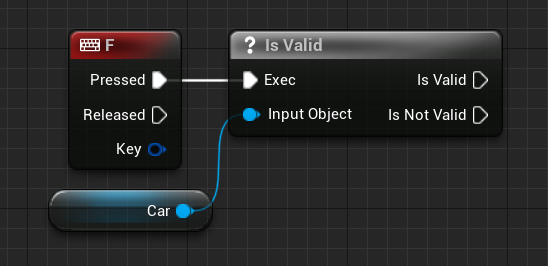 F
Pressed
Released
Key
? Is Valid
Exec
Is Valid
Input Object
Is Not Valid
Car